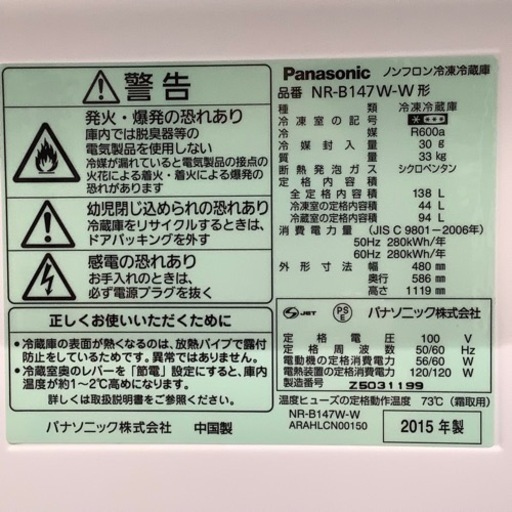 警告
発火・爆発の恐れあり
庫内では脱臭器等の
電気製品を使用しない
冷媒が漏れていると電気製品の接点の
火花による着火・着火による爆発の恐れ
幼児閉じ込められの恐れあり
冷蔵庫をリサイクルするときは、
ドアパッキングを外す
感電の恐れあり
お手入れのときは、
必ず電源プラグを抜く
正しくお使いいただくために
●冷蔵庫の表面が熱くなるのは、放熱パイプで露付
防止をしているためです。異常ではありません。
●冷蔵室奥のレバーを「節電」設定にすると、庫内
温度が約1～2℃高めになります。
詳しくは取扱説明書をご参照ください。
パナソニック株式会社 中国製
Panasonic ノンフロン冷凍冷蔵庫
品番 NR-B147W-W形
種類 冷凍冷蔵庫
冷凍室の記号
冷媒 R600a
冷媒封入量 30g
質量 33kg
断熱発泡ガス シクロペンタン
定格内容積
全定格内容積 138 L
冷凍室の定格内容積 44 L
冷蔵室の定格内容積 94 L
消費電力量 (JIS C 9801-2006年)
50Hz 280kWh/年
60Hz 280kWh/年
外形寸法 幅 480 mm
奥行 586 mm
高さ 1119 mm
S JET PS E パナソニック株式会社
定格電圧 100 V
定格周波数 50/60 Hz
電動機の定格消費電力 56/60 W
電熱装置の定格消費電力 120/120 W
製造番号 Z5031199
温度ヒューズの定格動作温度 73℃ (霜取用)
NR-B147W-W
ARAHLCN00150
2015年製